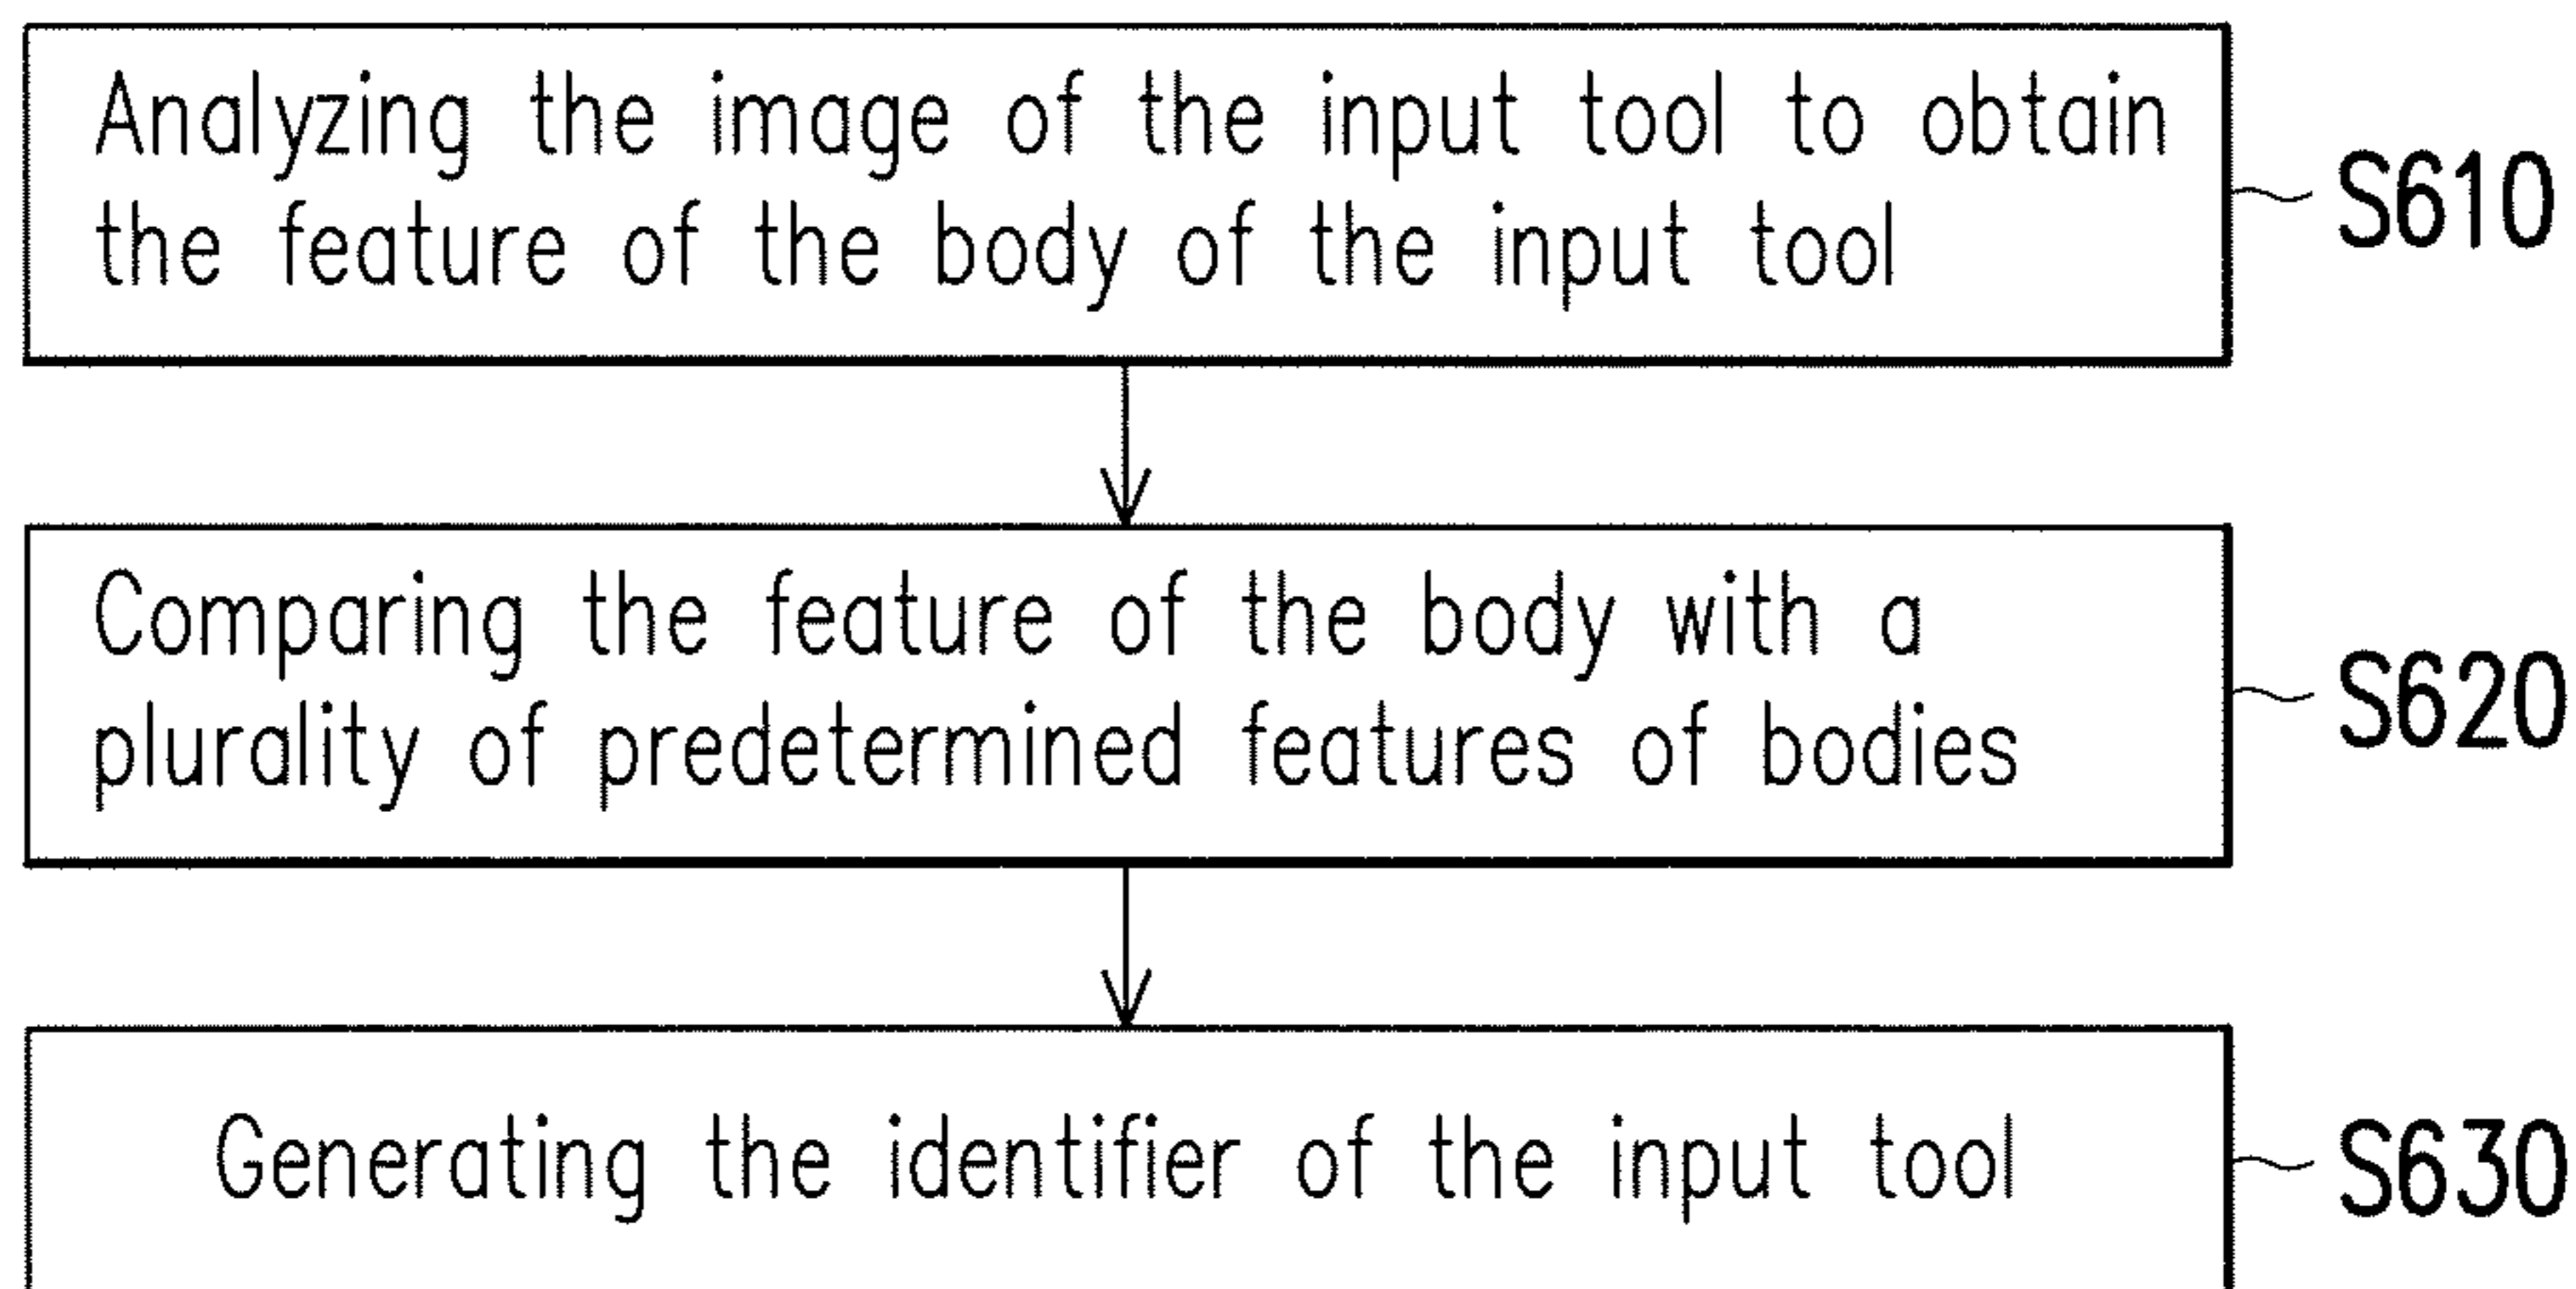 Analyzing the image of the input tool to obtain
the feature of the body of the input tool
S610
Comparing the feature of the body with a
plurality of predetermined features of bodies
S620
Generating the identifier of the input tool
S630